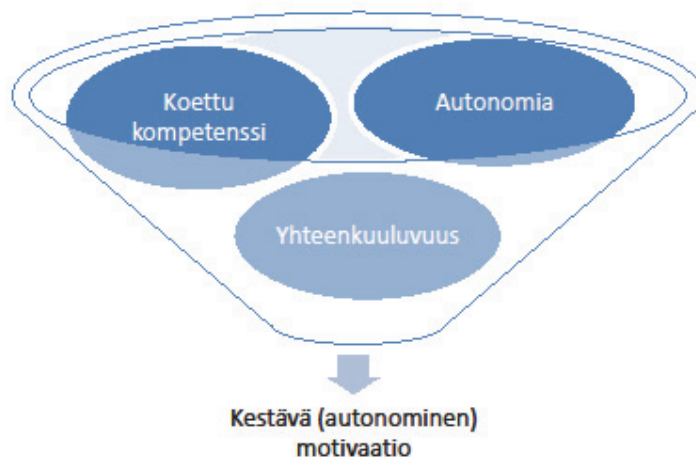 Koettu
kompetenssi
Autonomia
Yhteenkuuluvuus
Kestävä (autonominen)
motivaatio